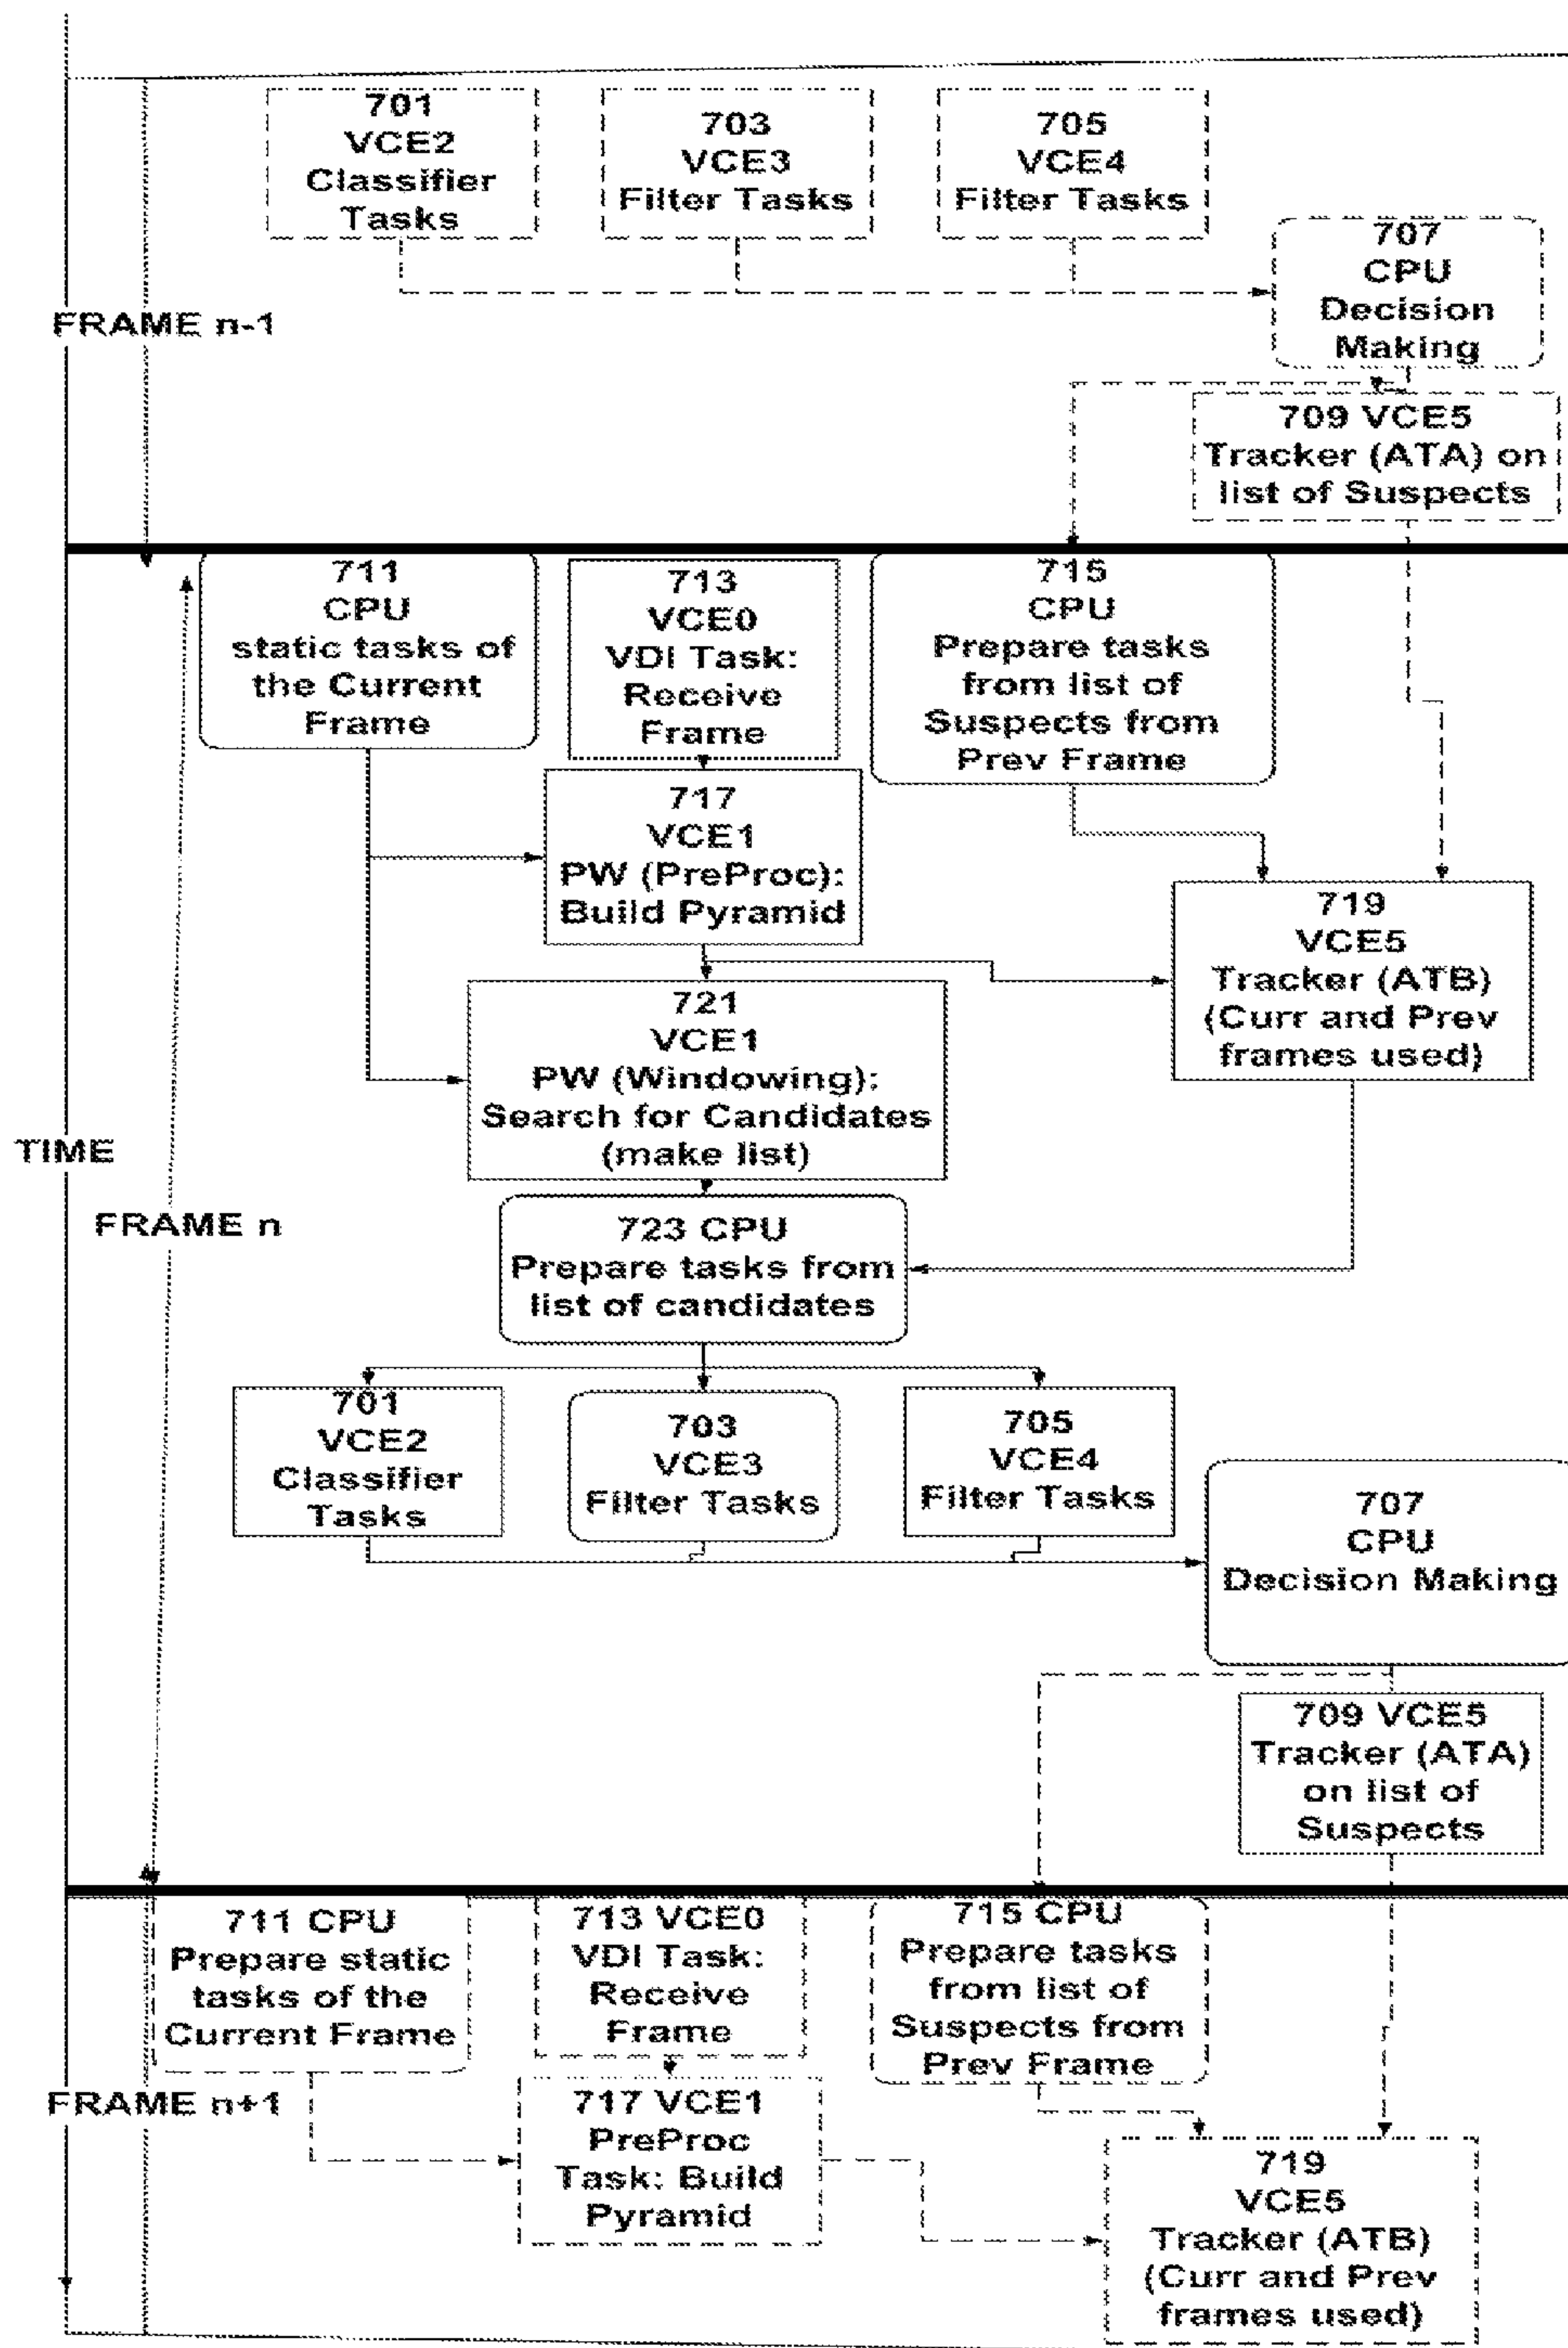 701
VCE2
Classifier
Tasks
703
VCE3
Filter Tasks
705
VCE4
Filter Tasks
707
CPU
Decision
Making
FRAME n-1
709 VCE5
Tracker (ATA) on
list of Suspects
711
CPU
static tasks of
the Current
Frame
713
VCE0
VDI Task:
Receive
Frame
715
CPU
Prepare tasks
from list of
Suspects from
Prev Frame
717
VCE1
PW (PreProc):
Build Pyramid
719
VCE5
Tracker (ATB)
(Curr and Prev
frames used)
721
VCE1
PW (Windowing):
Search for Candidates
(make list)
TIME
FRAME n
723 CPU
Prepare tasks from
list of candidates
701
VCE2
Classifier
Tasks
703
VCE3
Filter Tasks
705
VCE4
Filter Tasks
707
CPU
Decision Making
709 VCE5
Tracker (ATA)
on list of
Suspects
711 CPU
Prepare static
tasks of the
Current Frame
713 VCE0
VDI Task:
Receive
Frame
715 CPU
Prepare tasks
from list of
Suspects from
Prev Frame
FRAME n+1
717 VCE1
PreProc
Task: Build
Pyramid
719
VCE5
Tracker (ATB)
(Curr and Prev
frames used)